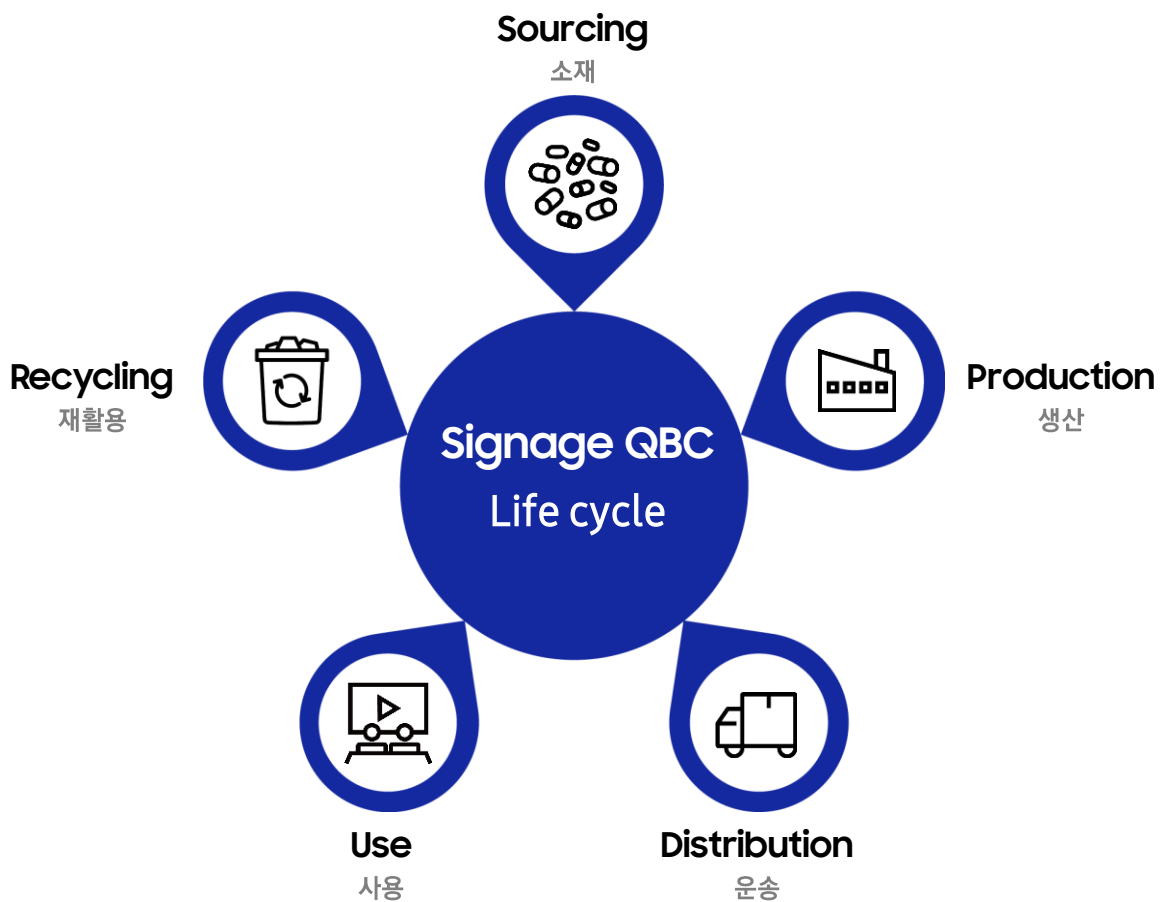 Sourcing
소재
Recycling
재활용
Production
생산
Signage QBC
Life cycle
Use
사용
Distribution
운송